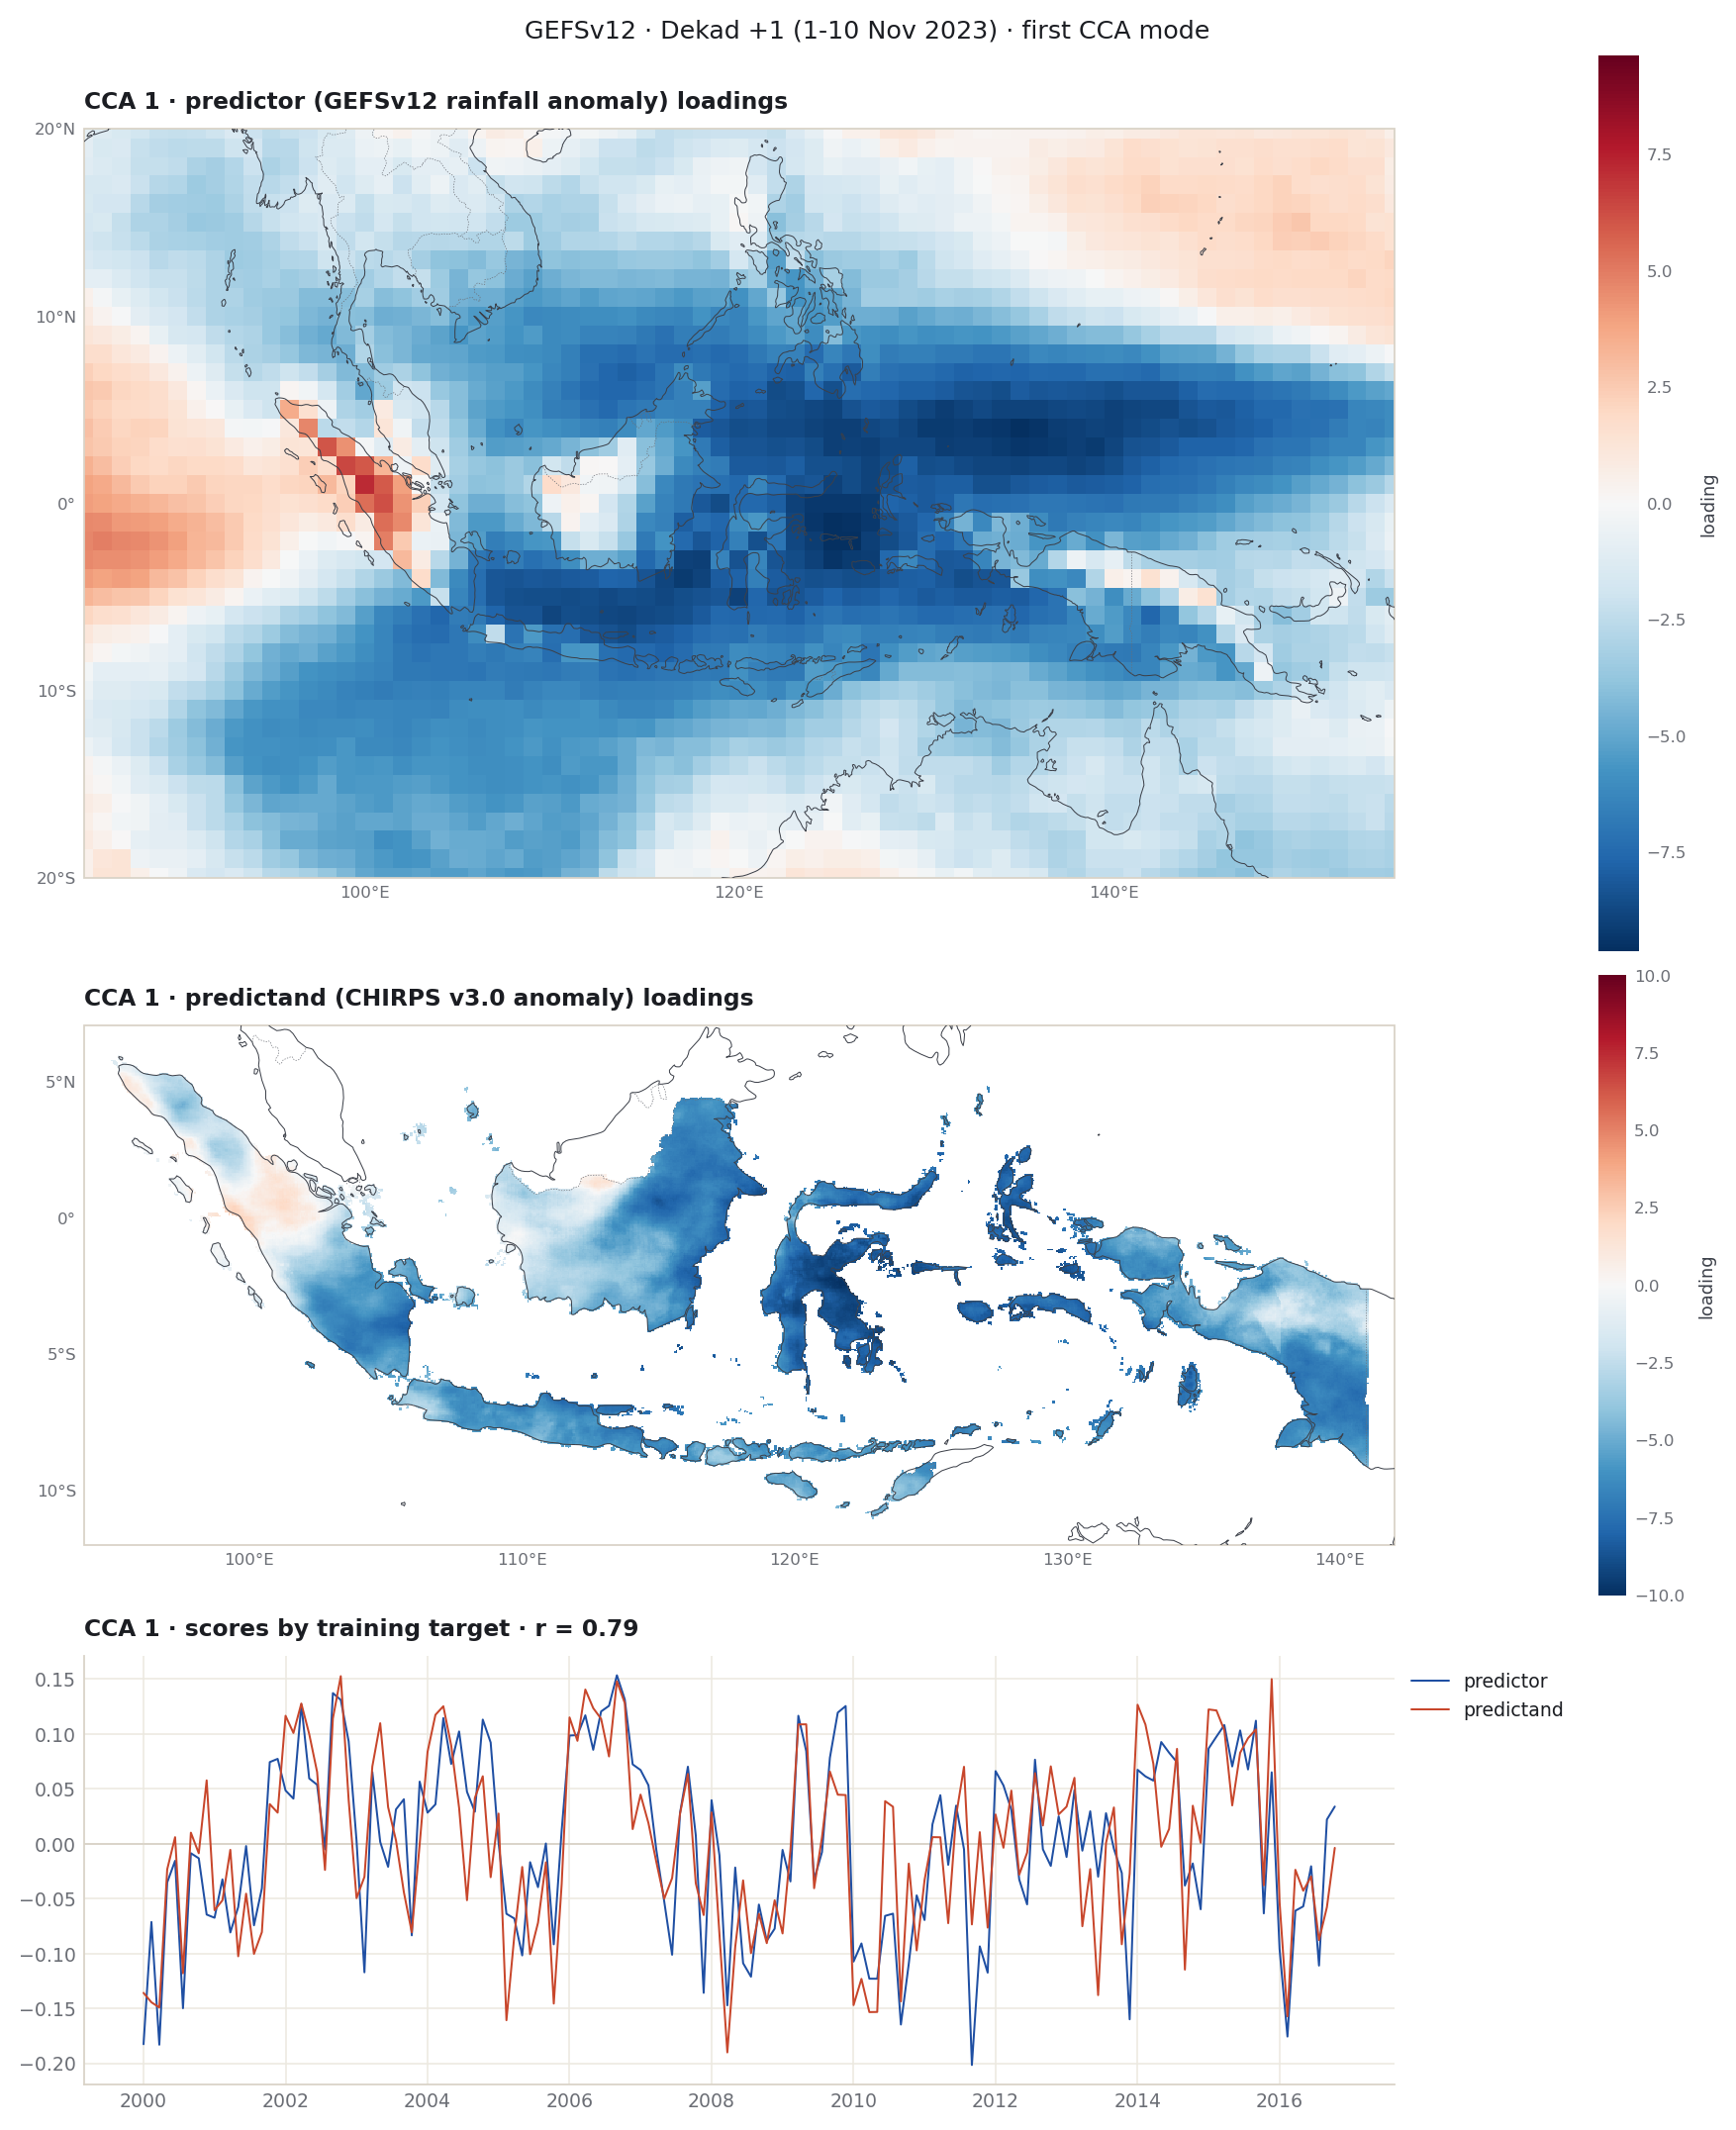 GEFSv12 · Dekad +1 (1-10 Nov 2023) · first CCA mode
CCA 1 · predictor (GEFSv12 rainfall anomaly) loadings
20°N
10°N
0°
10°S
20°S
100°E
120°E
140°E
7.5
5.0
2.5
0.0
−2.5
−5.0
−7.5
loading
CCA 1 · predictand (CHIRPS v3.0 anomaly) loadings
5°N
0°
5°S
10°S
100°E
110°E
120°E
130°E
140°E
10.0
7.5
5.0
2.5
0.0
−2.5
−5.0
−7.5
−10.0
loading
CCA 1 · scores by training target · r = 0.79
0.15
0.10
0.05
0.00
−0.05
−0.10
−0.15
−0.20
2000
2002
2004
2006
2008
2010
2012
2014
2016
predictor
predictand